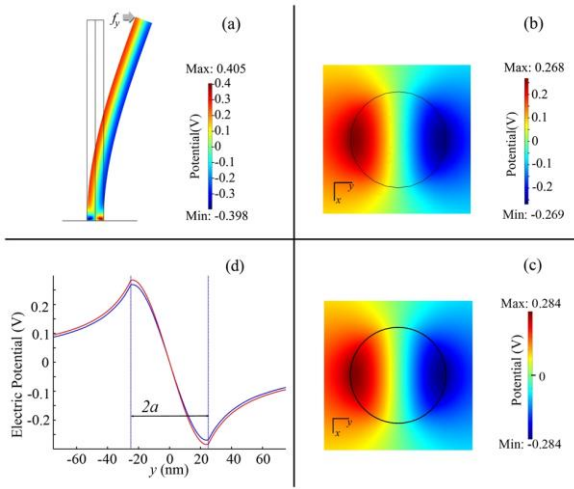 f_y
(a)
Max: 0.405
0.4
0.3
0.2
0.1
0
-0.1
-0.2
-0.3
Potential(V)
Min: -0.398
(b)
Max: 0.268
0.2
0.1
0
-0.1
-0.2
Potential(V)
Min: -0.269
y
x
(d)
Electric Potential (V)
0.2
0.1
0
-0.1
-0.2
2a
-60 -40 -20 0 20 40 60
y (nm)
(c)
Max: 0.284
0
Potential (V)
Min: -0.284
y
x